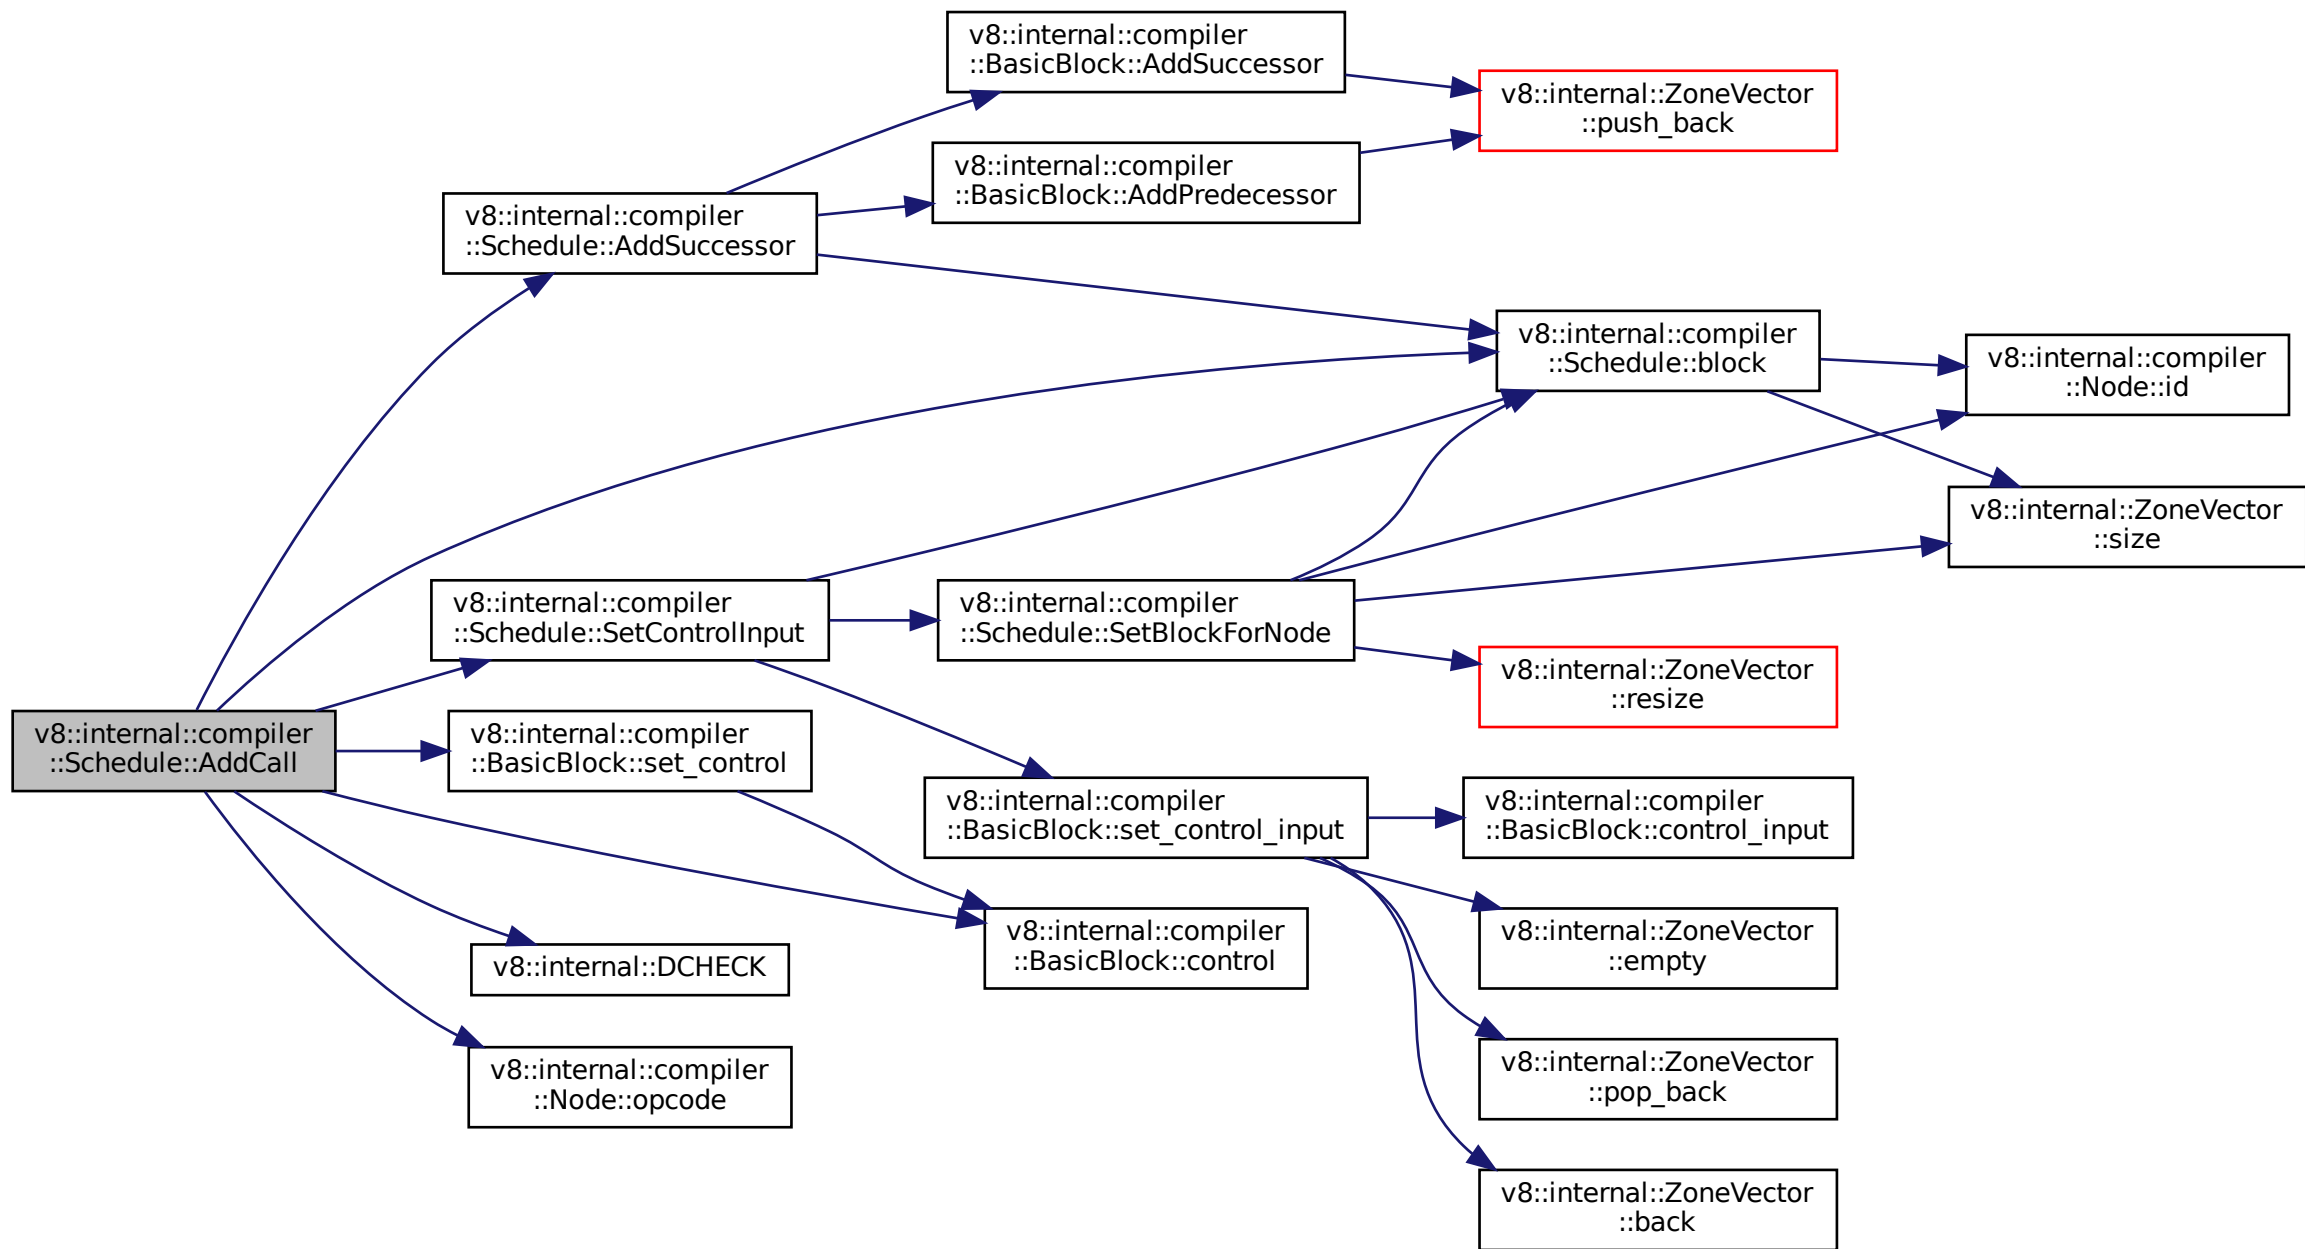 v8::internal::compiler
::BasicBlock::AddSuccessor
v8::internal::ZoneVector
::push_back
v8::internal::compiler
::BasicBlock::AddPredecessor
v8::internal::compiler
::Schedule::AddSuccessor
v8::internal::compiler
::Schedule::block
v8::internal::compiler
::Node::id
v8::internal::ZoneVector
::size
v8::internal::compiler
::Schedule::SetControlInput
v8::internal::compiler
::Schedule::SetBlockForNode
v8::internal::ZoneVector
::resize
v8::internal::compiler
::Schedule::AddCall
v8::internal::compiler
::BasicBlock::set_control
v8::internal::compiler
::BasicBlock::set_control_input
v8::internal::compiler
::BasicBlock::control_input
v8::internal::compiler
::BasicBlock::control
v8::internal::ZoneVector
::empty
v8::internal::DCHECK
v8::internal::compiler
::Node::opcode
v8::internal::ZoneVector
::pop_back
v8::internal::ZoneVector
::back